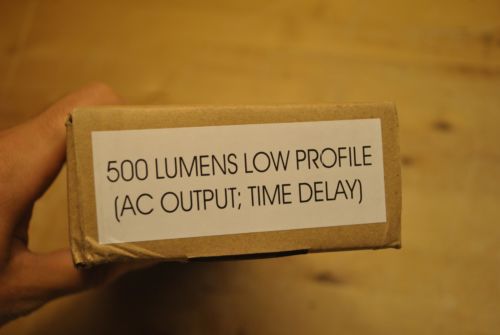 500 LUMENS LOW PROFILE
(AC OUTPUT; TIME DELAY)